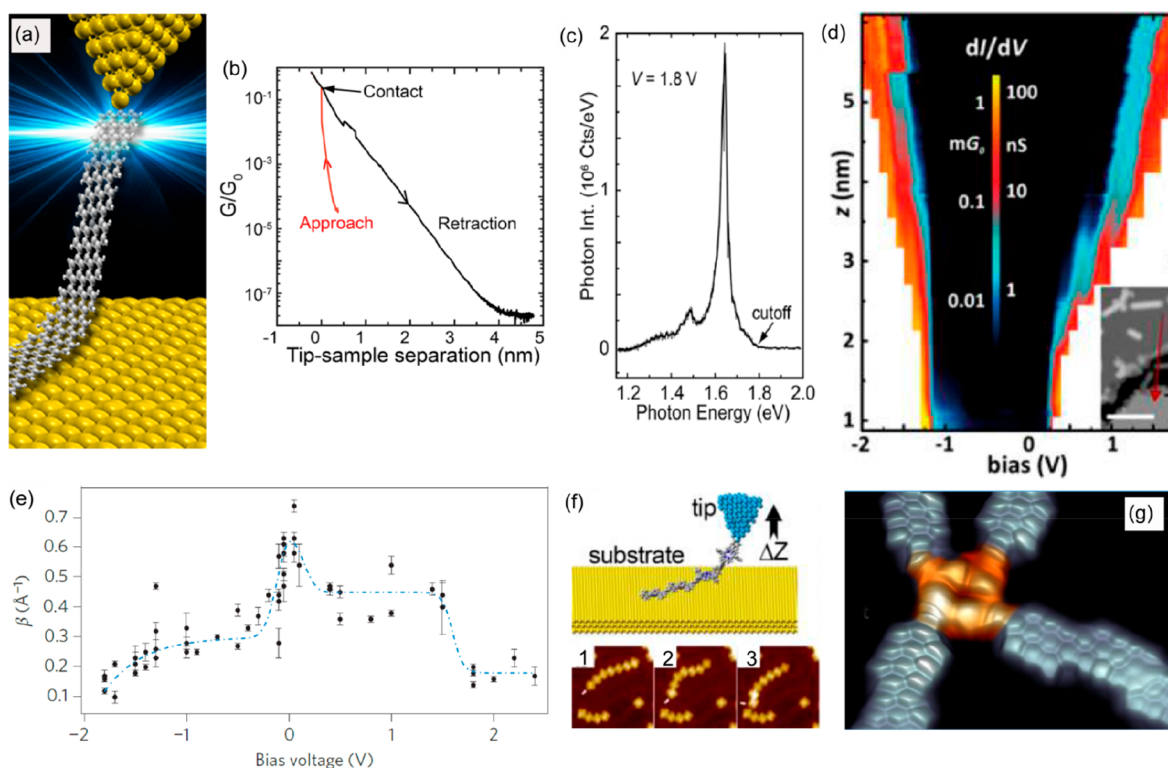 (a)
(b)
G/G0
10⁻¹
10⁻³
10⁻⁵
10⁻⁷
Contact
Approach
Retraction
0 1 2 3 4 5
Tip-sample separation (nm)
(c)
V = 1.8 V
Photon Int. (10⁶ Cts/eV)
2
1
0
cutoff
1.2 1.4 1.6 1.8 2.0
Photon Energy (eV)
(d)
dI/dV
1 100
mG0 nS
0.1 10
0.01 1
z (nm)
5
3
2
1
-2 -1 0 1
bias (V)
(e)
β (Å⁻¹)
0.7
0.6
0.5
0.4
0.3
0.2
0.1
−2 −1 0 1 2
Bias voltage (V)
(f)
tip
ΔZ
substrate
1 2 3
(g)